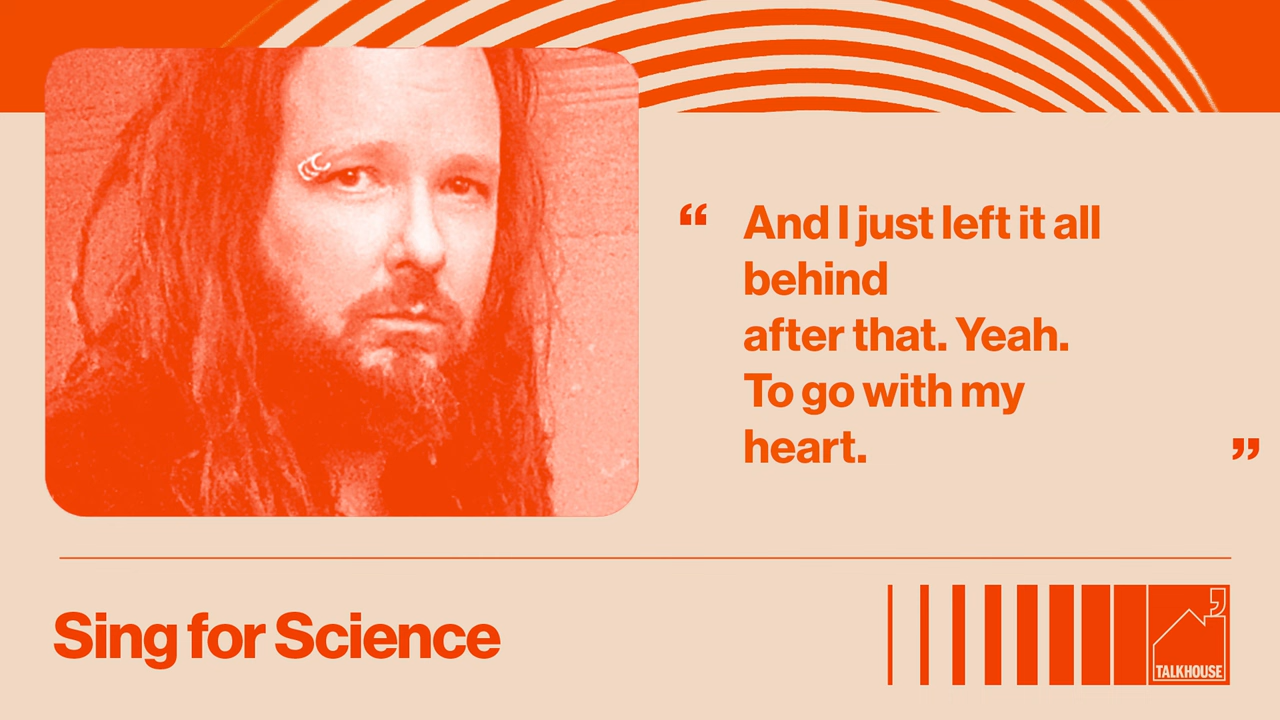 “ And I just left it all
behind
after that. Yeah.
To go with my
heart. ”
Sing for Science
TALKHOUSE